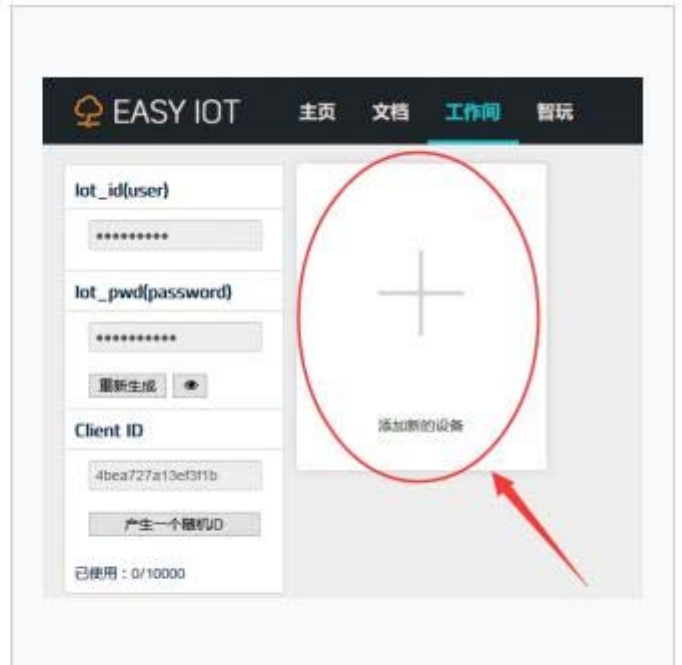 EASY IOT 主页 文档 工作间 智玩
Iot_id(user)
•••••••••
Iot_pwd(password)
••••••••••
重新生成
Client ID
4bea727a13ef3f1b
产生一个随机ID
已使用：0/10000
添加新的设备